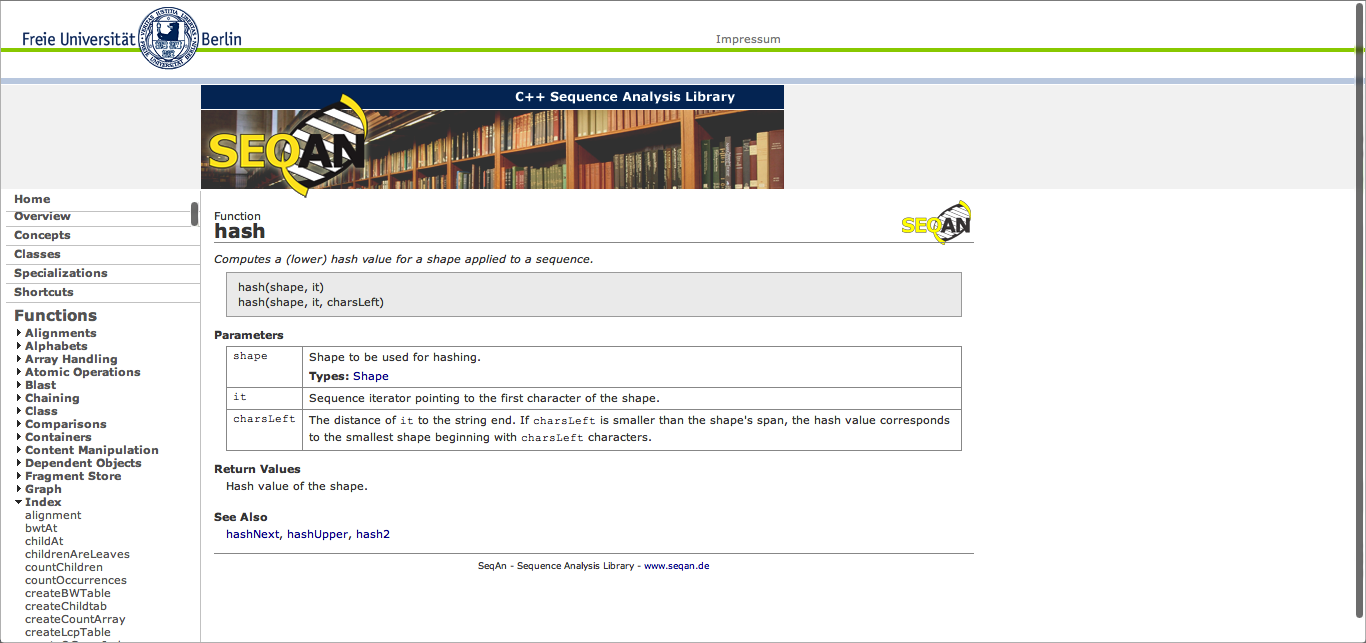 Freie Universität Berlin
Impressum
C++ Sequence Analysis Library
SEQAN
Home
Overview
Concepts
Classes
Specializations
Shortcuts
Functions
Alignments
Alphabets
Array Handling
Atomic Operations
Blast
Chaining
Class
Comparisons
Containers
Content Manipulation
Dependent Objects
Fragment Store
Graph
Index
alignment
bwtAt
childAt
childrenAreLeaves
countChildren
countOccurrences
createBWTable
createChildtab
createCountArray
createLcpTable
Function
hash
SEQAN
Computes a (lower) hash value for a shape applied to a sequence.
hash(shape, it)
hash(shape, it, charsLeft)
Parameters
shape
Shape to be used for hashing.
Types: Shape
it
Sequence iterator pointing to the first character of the shape.
charsLeft
The distance of it to the string end. If charsLeft is smaller than the shape's span, the hash value corresponds
to the smallest shape beginning with charsLeft characters.
Return Values
Hash value of the shape.
See Also
hashNext, hashUpper, hash2
SeqAn - Sequence Analysis Library - www.seqan.de